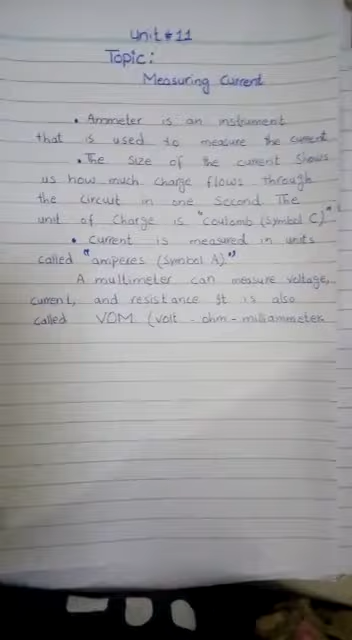 Unit # 11
Topic:
Measuring Current
• Ammeter is an instrument
that is used to measure the current
• The size of the current shows
us how much charge flows through
the circuit in one second The
unit of Charge is "Coulomb (Symbol C)"
• Current is measured in units
called "amperes (Symbol A)"
A multimeter can measure voltage,
current, and resistance It is also
called VOM (volt - ohm - milliammeter